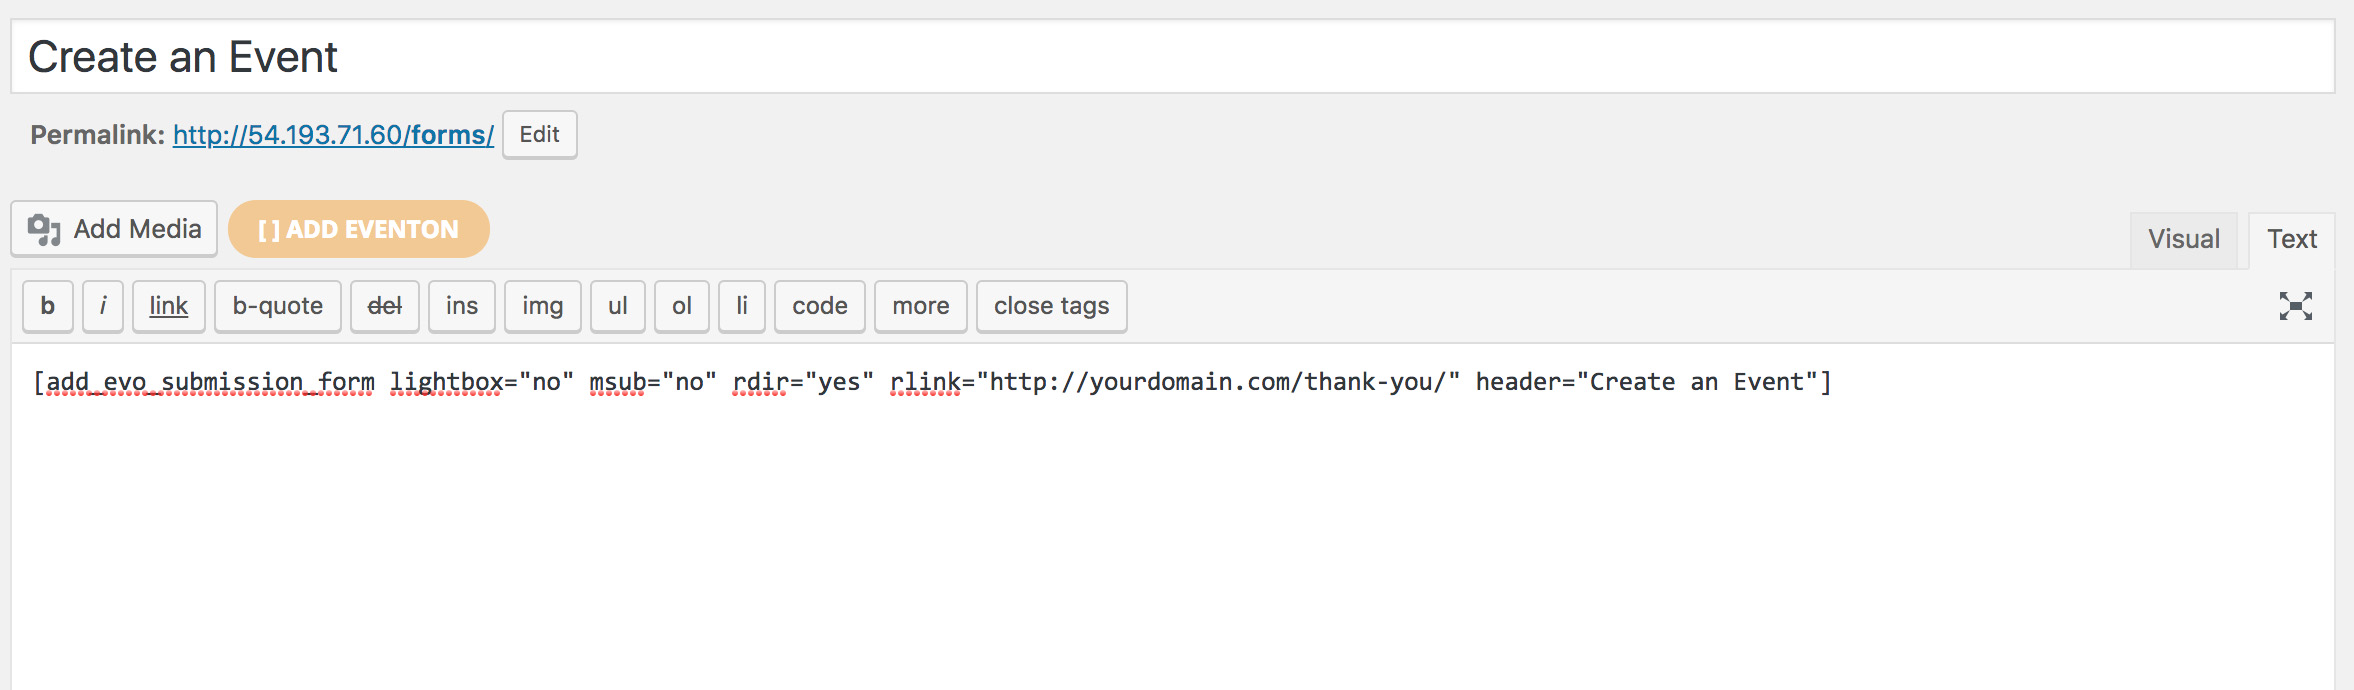 Create an Event
Permalink: http://54.193.71.60/forms/ Edit
Add Media [ ] ADD EVENTON Visual Text
b i link b-quote del ins img ul ol li code more close tags
[add_evo_submission_form lightbox="no" msub="no" rdir="yes" rlink="http://yourdomain.com/thank-you/" header="Create an Event"]